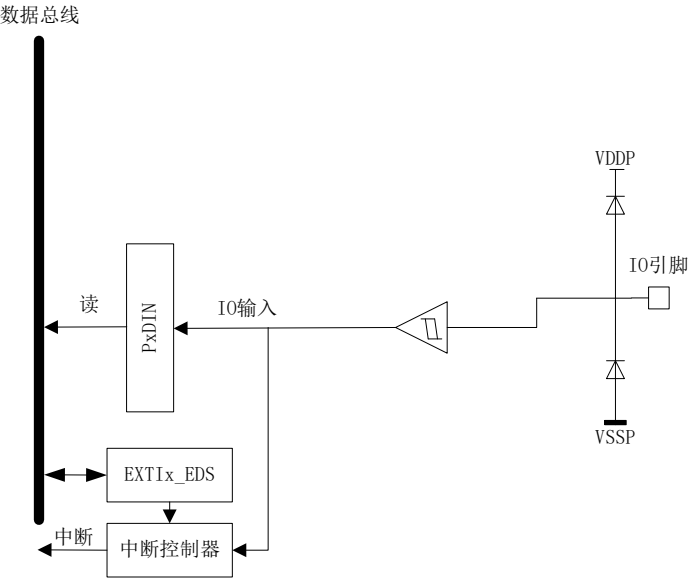 数据总线
VDDP
IO引脚
读
PxDIN
IO输入
VSSP
EXTIx_EDS
中断
中断控制器